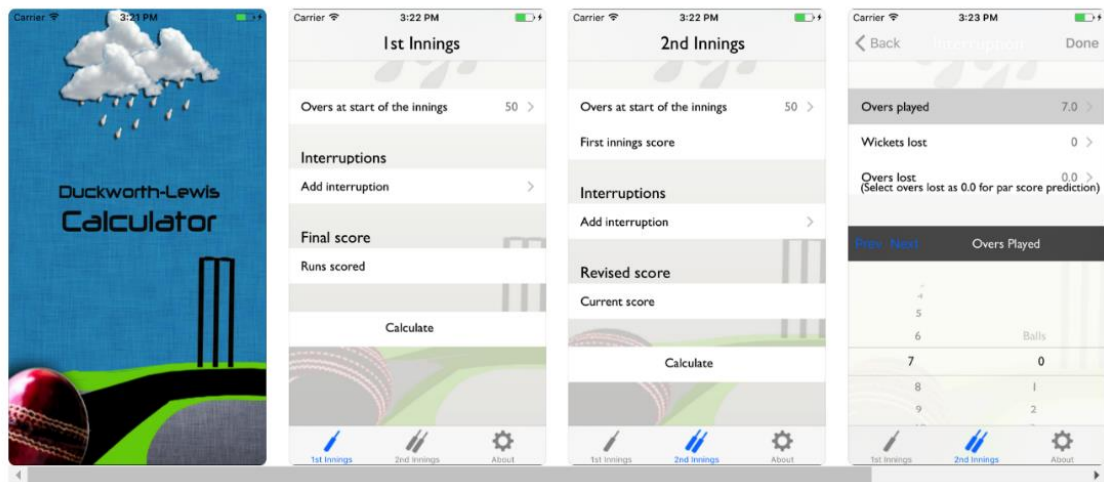 Carrier 3:21 PM
Duckworth-Lewis
Calculator
Carrier 3:22 PM
1st Innings
Overs at start of the innings 50
Interruptions
Add interruption
Final score
Runs scored
Calculate
1st Innings 2nd Innings About
Carrier 3:22 PM
2nd Innings
Overs at start of the innings 50
First innings score
Interruptions
Add interruption
Revised score
Current score
Calculate
1st Innings 2nd Innings About
Carrier 3:23 PM
Back Interruption Done
Overs played 7.0
Wickets lost 0
Overs lost 0.0
(Select overs lost as 0.0 for par score prediction)
Prev Next Overs Played
4
5
6 Balls
7 0
8 1
9 2
1st Innings 2nd Innings About